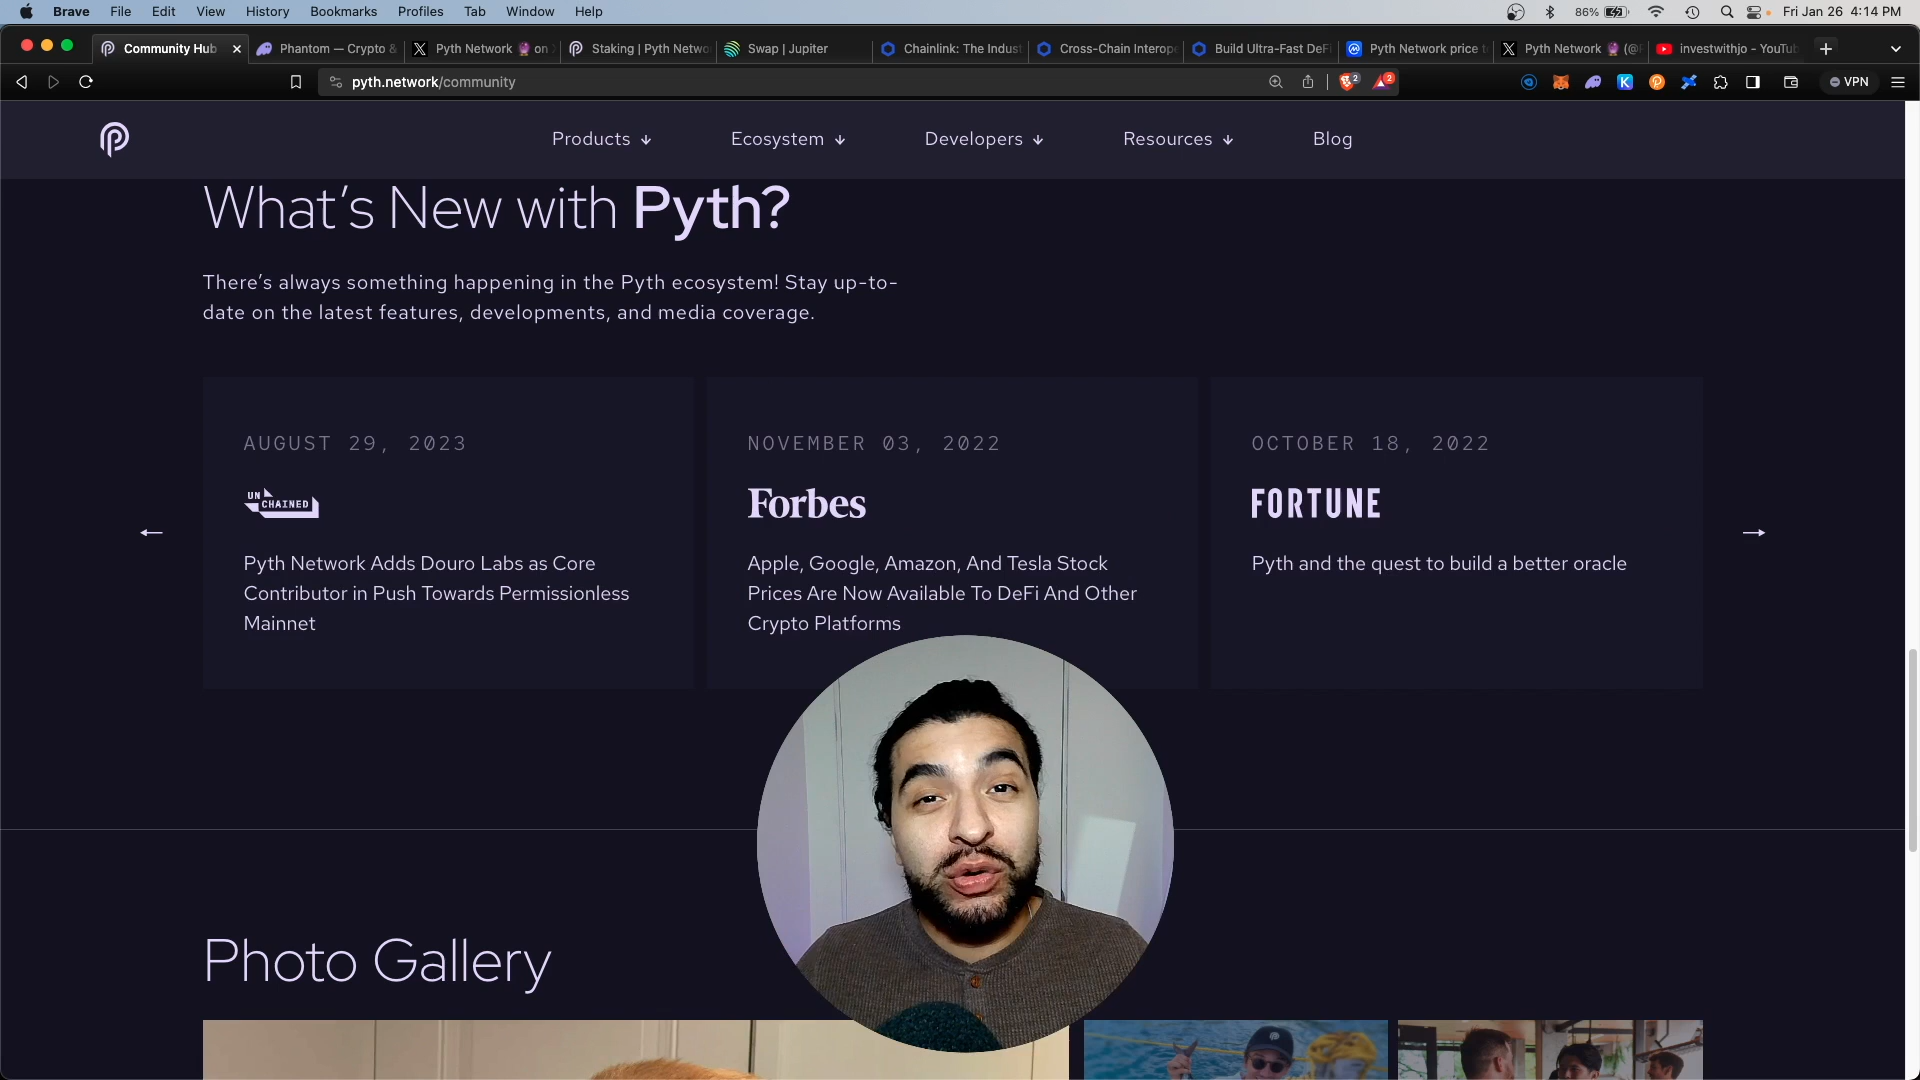 Brave File Edit View History Bookmarks Profiles Tab Window Help 86% Fri Jan 26 4:14 PM
Community Hub Phantom — Crypto & Pyth Network 🔮 on Staking | Pyth Netwo Swap | Jupiter Chainlink: The Indust Cross-Chain Interope Build Ultra-Fast DeF Pyth Network price t Pyth Network 🔮 (@ investwithjo - YouTub
pyth.network/community 2 2 VPN
Products Ecosystem Developers Resources Blog
What's New with Pyth?
There's always something happening in the Pyth ecosystem! Stay up-to-
date on the latest features, developments, and media coverage.
AUGUST 29, 2023
UN
CHAINED
Pyth Network Adds Douro Labs as Core
Contributor in Push Towards Permissionless
Mainnet
NOVEMBER 03, 2022
Forbes
Apple, Google, Amazon, And Tesla Stock
Prices Are Now Available To DeFi And Other
Crypto Platforms
OCTOBER 18, 2022
FORTUNE
Pyth and the quest to build a better oracle
Photo Gallery